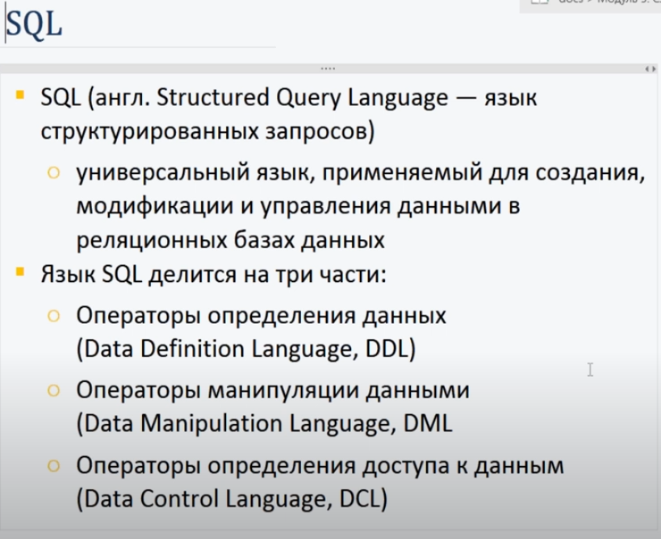 SQL
SQL (англ. Structured Query Language — язык
структурированных запросов)
универсальный язык, применяемый для создания,
модификации и управления данными в
реляционных базах данных
Язык SQL делится на три части:
Операторы определения данных
(Data Definition Language, DDL)
Операторы манипуляции данными
(Data Manipulation Language, DML
Операторы определения доступа к данным
(Data Control Language, DCL)